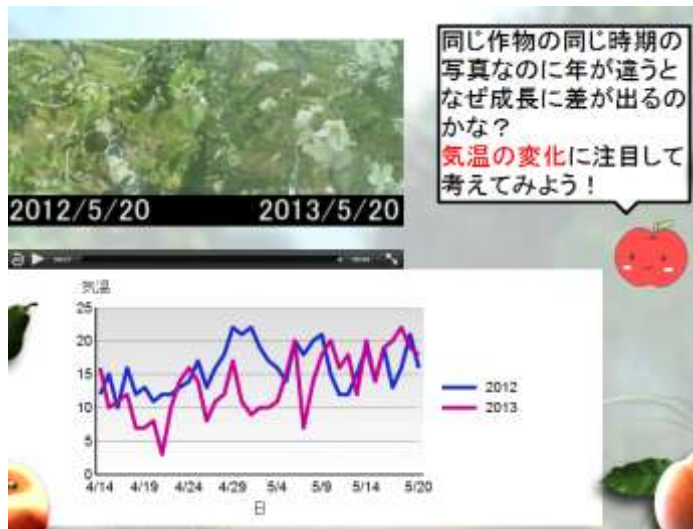 同じ作物の同じ時期の
写真なのに年が違うと
なぜ成長に差が出るの
かな？
気温の変化に注目して
考えてみよう！
2012/5/20 2013/5/20
気温
25
20
15
10
5
0
4/14 4/19 4/24 4/29 5/4 5/9 5/14 5/20
日
2012
2013